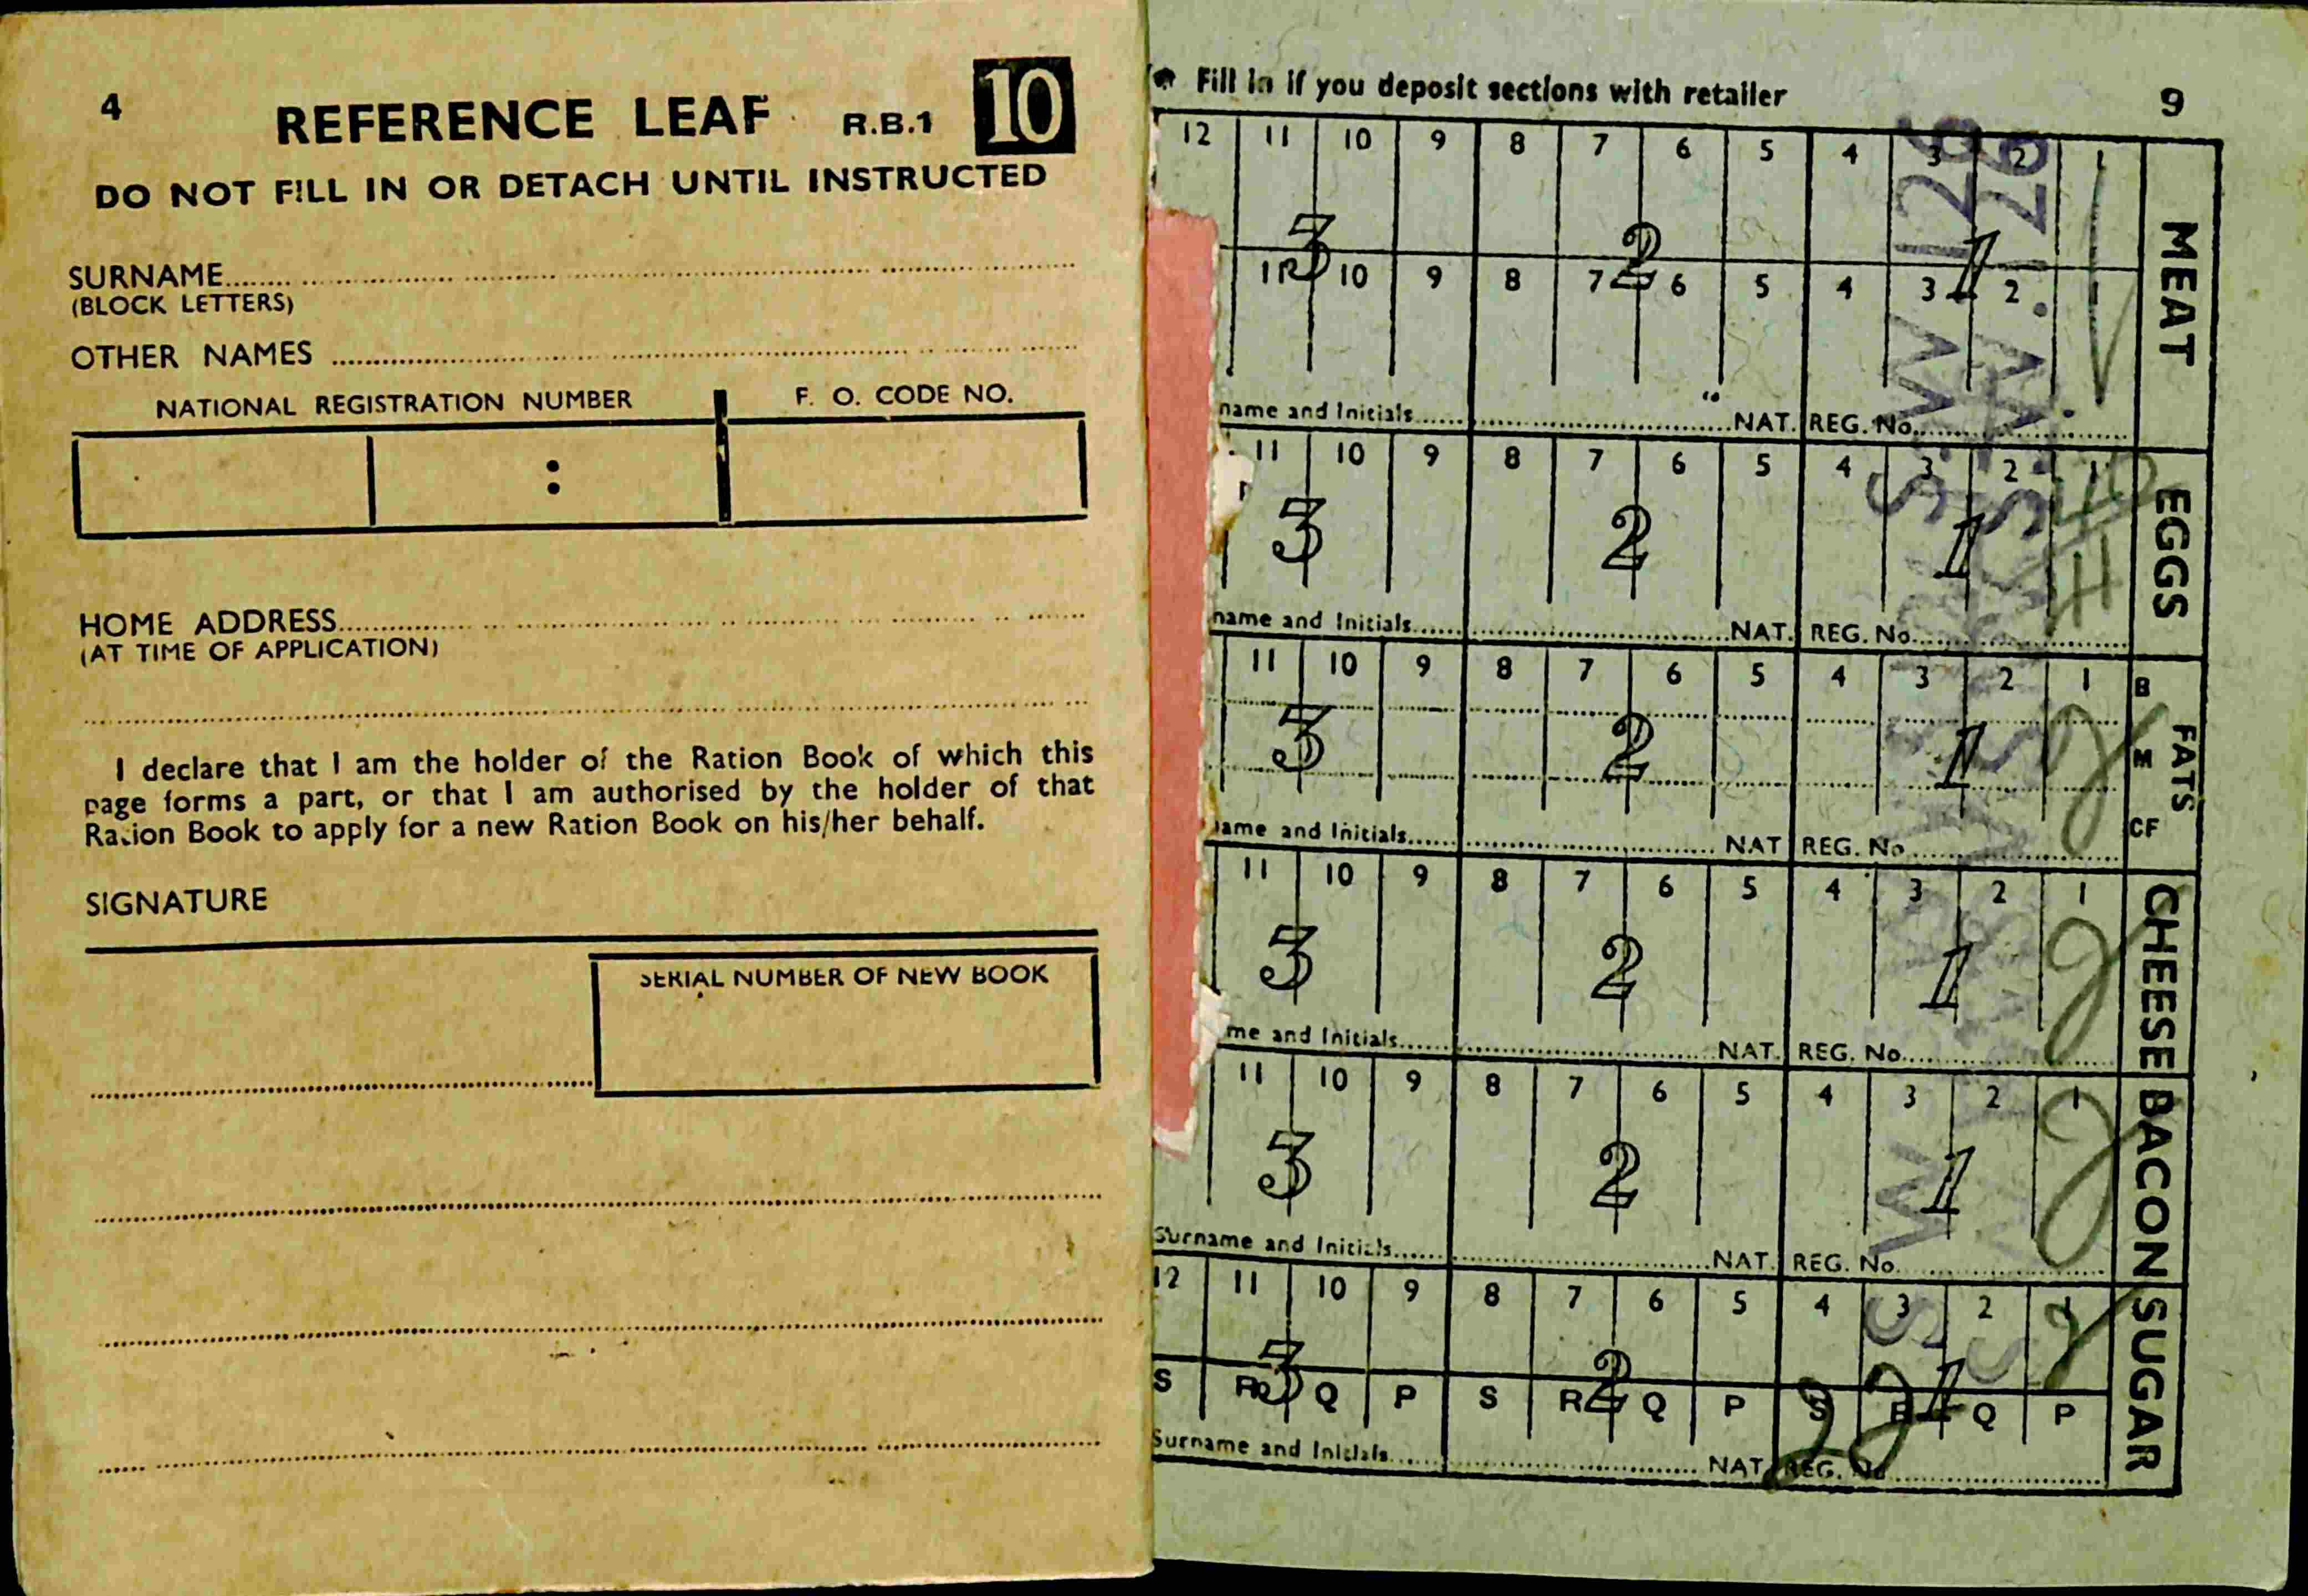 4
REFERENCE LEAF R.B.1 10
DO NOT FILL IN OR DETACH UNTIL INSTRUCTED
SURNAME
(BLOCK LETTERS)
OTHER NAMES
NATIONAL REGISTRATION NUMBER F. O. CODE NO.
:
HOME ADDRESS
(AT TIME OF APPLICATION)
I declare that I am the holder of the Ration Book of which this
page forms a part, or that I am authorised by the holder of that
Ration Book to apply for a new Ration Book on his/her behalf.
SIGNATURE
SERIAL NUMBER OF NEW BOOK
Fill in if you deposit sections with retailer 9
12 11 10 9 8 7 6 5 4 3 2 1
MEAT
3 2 1
11 10 9 8 7 6 5 4 3 2 1
name and Initials NAT. REG. No.
11 10 9 8 7 6 5 4 3 2 1
EGGS
3 2 1
name and Initials NAT. REG. No.
11 10 9 8 7 6 5 4 3 2 1
B M CF FATS
3 2 1
ame and Initials NAT REG. No.
11 10 9 8 7 6 5 4 3 2 1
CHEESE
3 2 1
me and Initials NAT. REG. No.
11 10 9 8 7 6 5 4 3 2 1
BACON
3 2 1
Surname and Initials NAT. REG. No.
12 11 10 9 8 7 6 5 4 3 2 1
SUGAR
3 2 1
S R Q P S R Q P S R Q P
Surname and Initials NAT. REG. No.